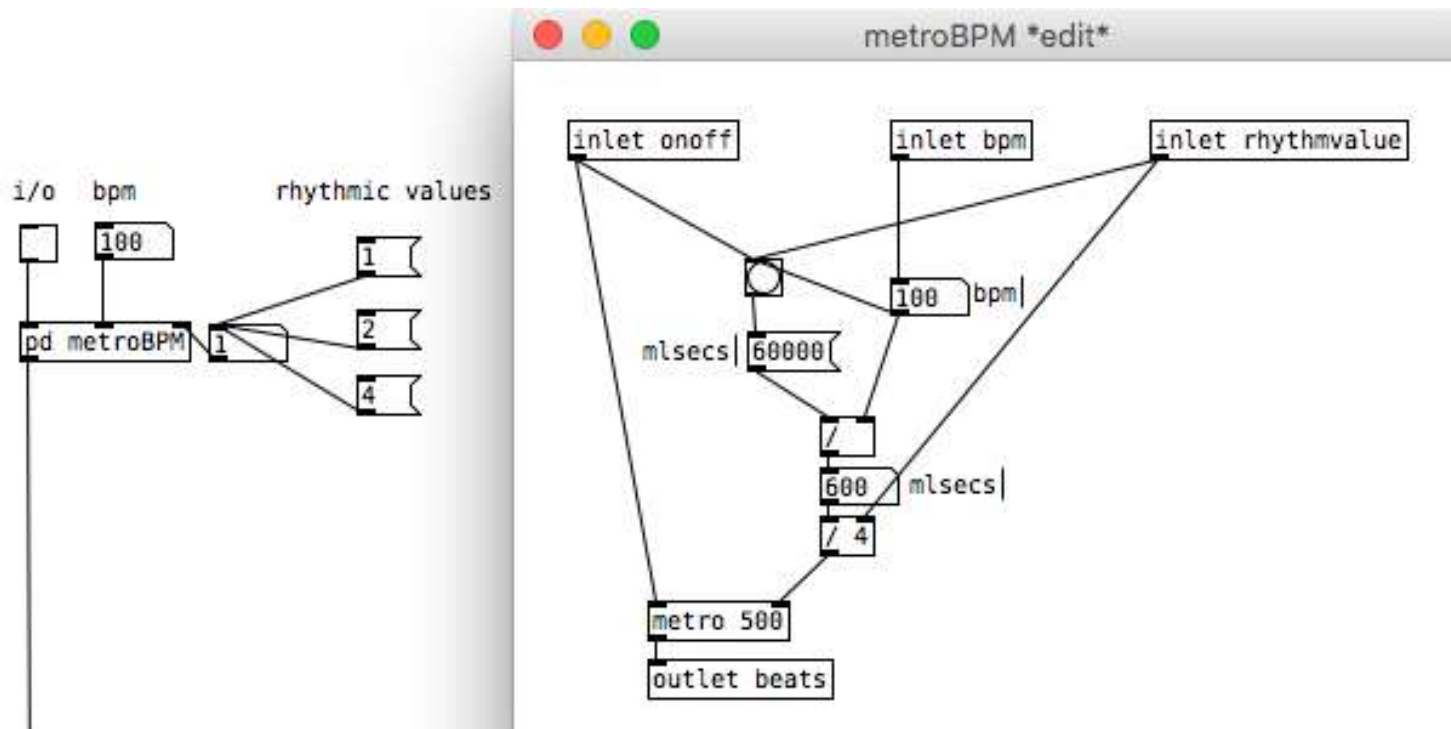 metroBPM *edit*
i/o
bpm
rhythmic values
100
1
2
4
pd metroBPM
1
inlet onoff
inlet bpm
inlet rhythmvalue
100
bpm
mlsecs
60000
/
600
mlsecs
/ 4
metro 500
outlet beats